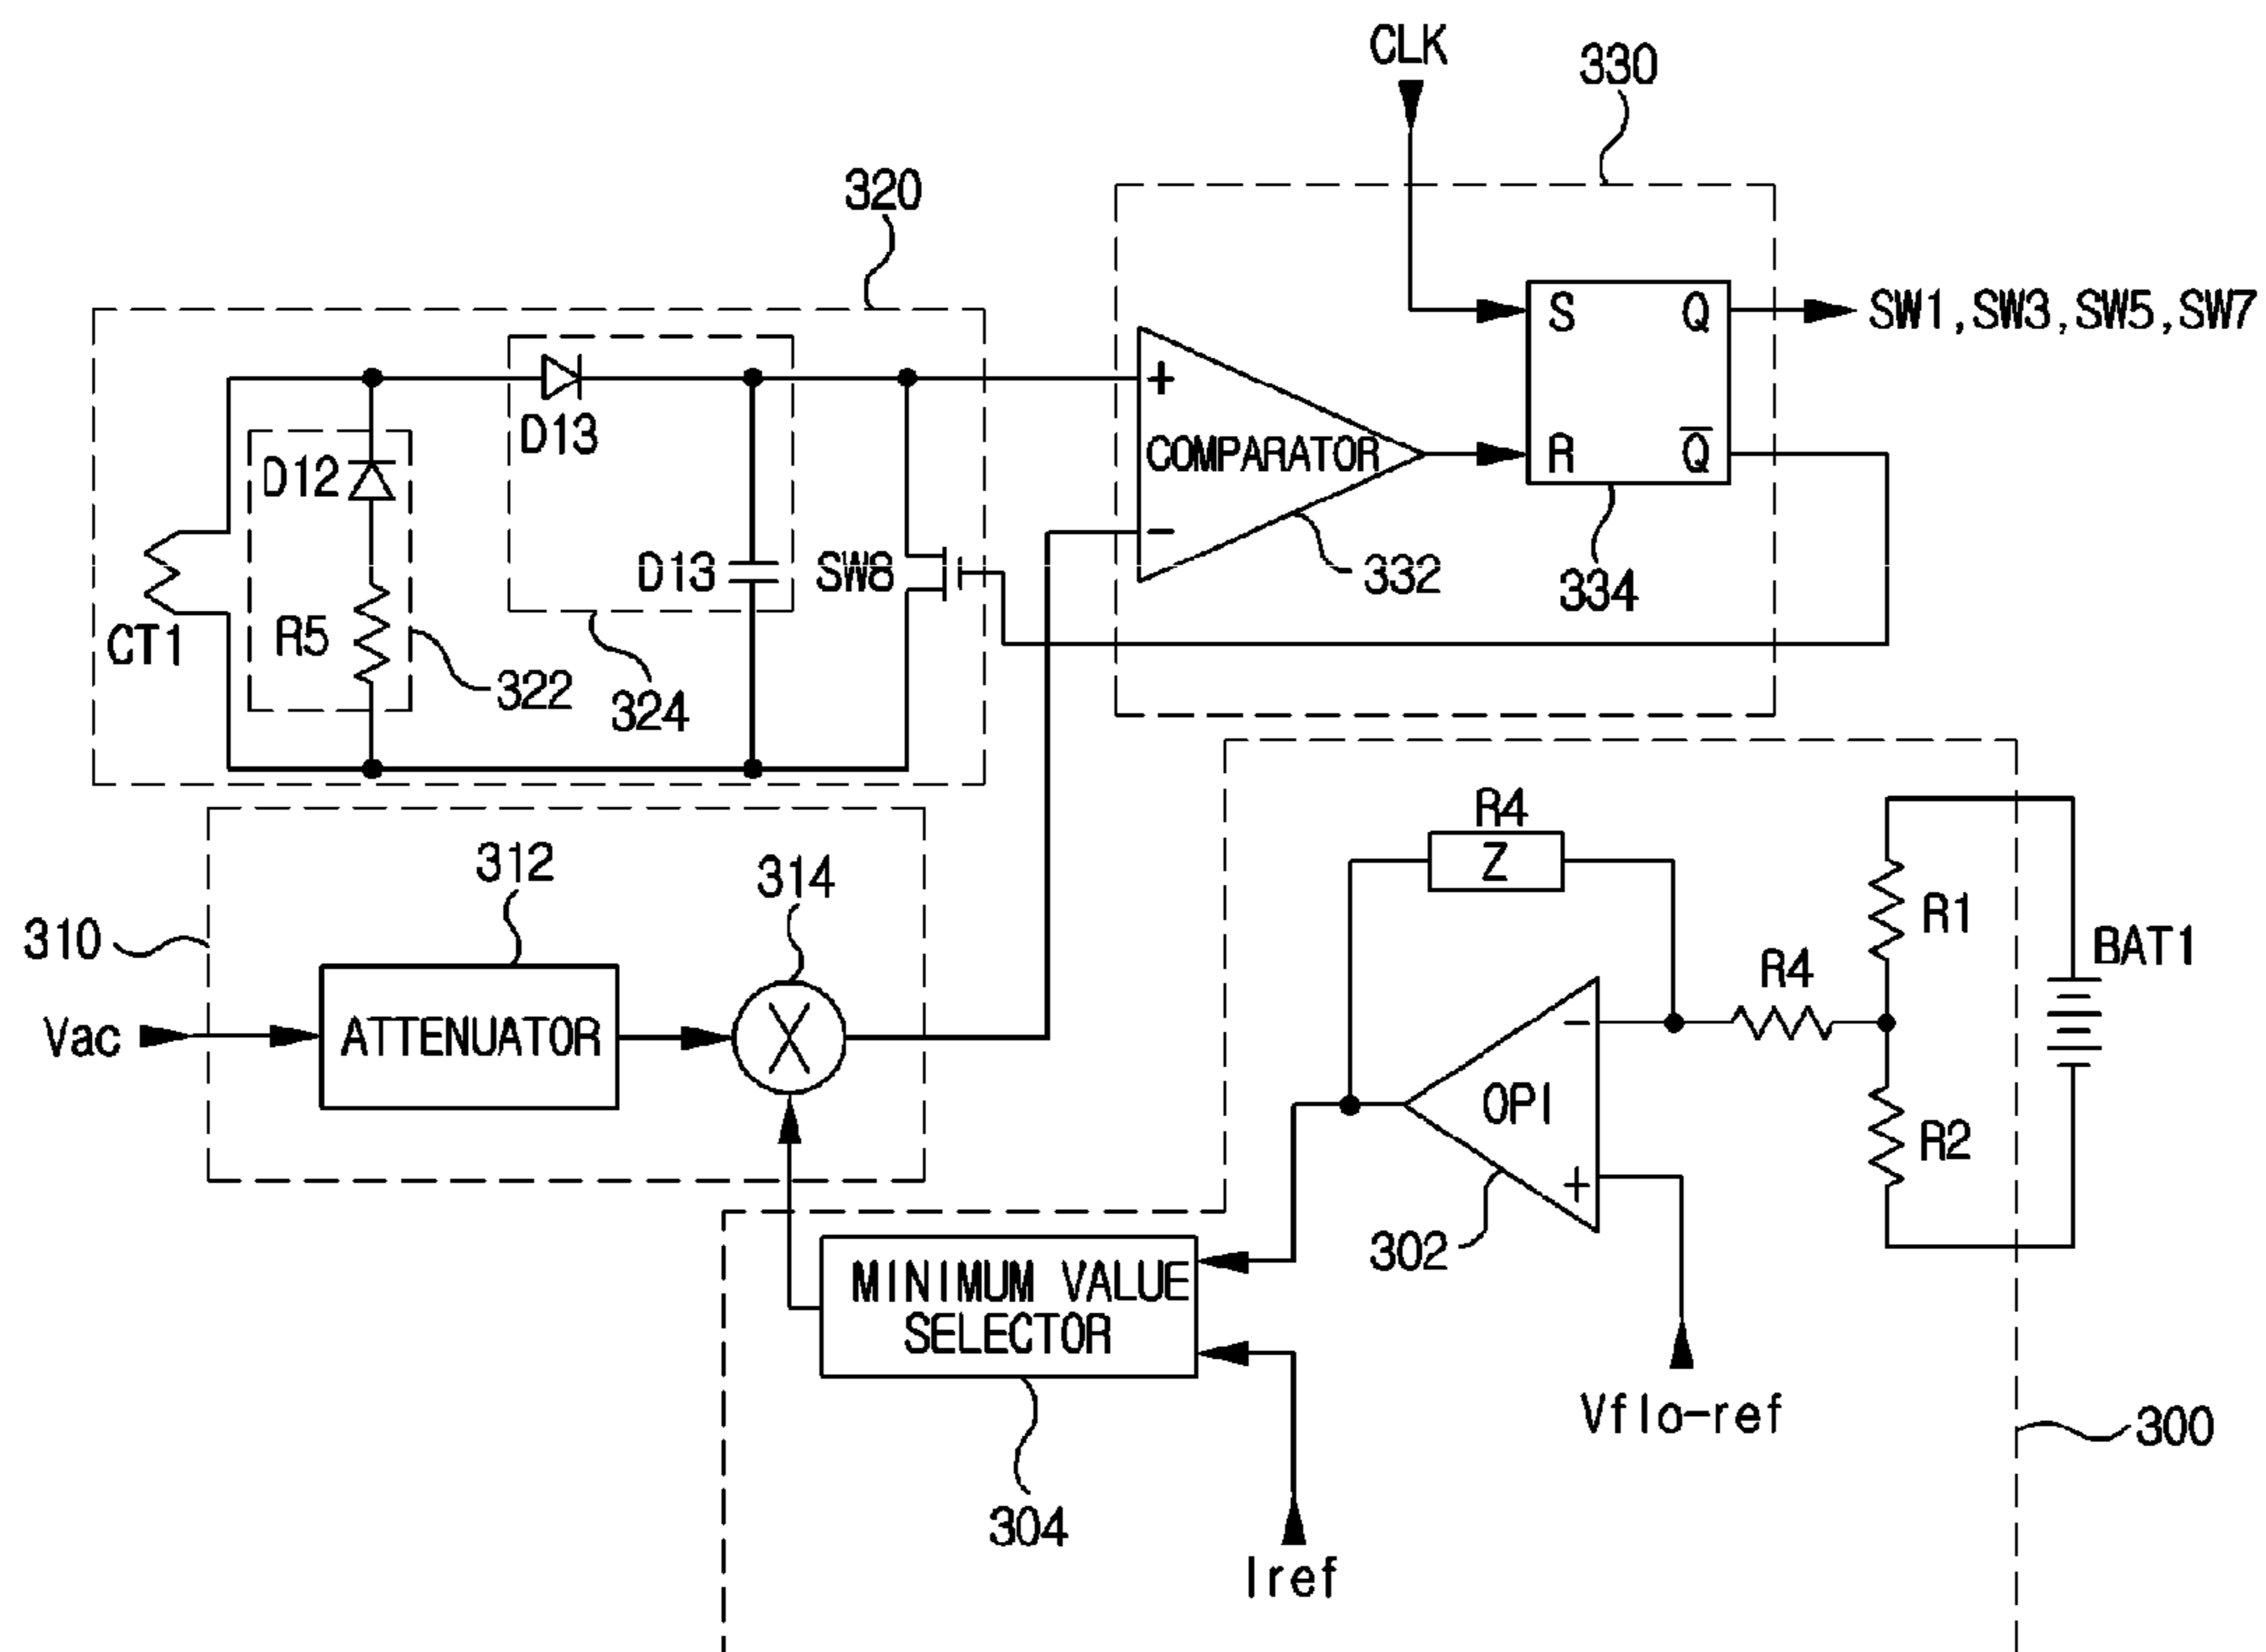 CLK
330
320
S
Q
SW1,SW3,SW5,SW7
+
D13
COMPARATOR
R
Q̅
D12
D13
SW8
−
332
334
CT1
R5
322
324
R4
Z
312
314
310
R1
BAT1
R4
Vac
ATTENUATOR
X
−
OP1
R2
+
302
MINIMUM VALUE
SELECTOR
Vflo-ref
300
304
Iref